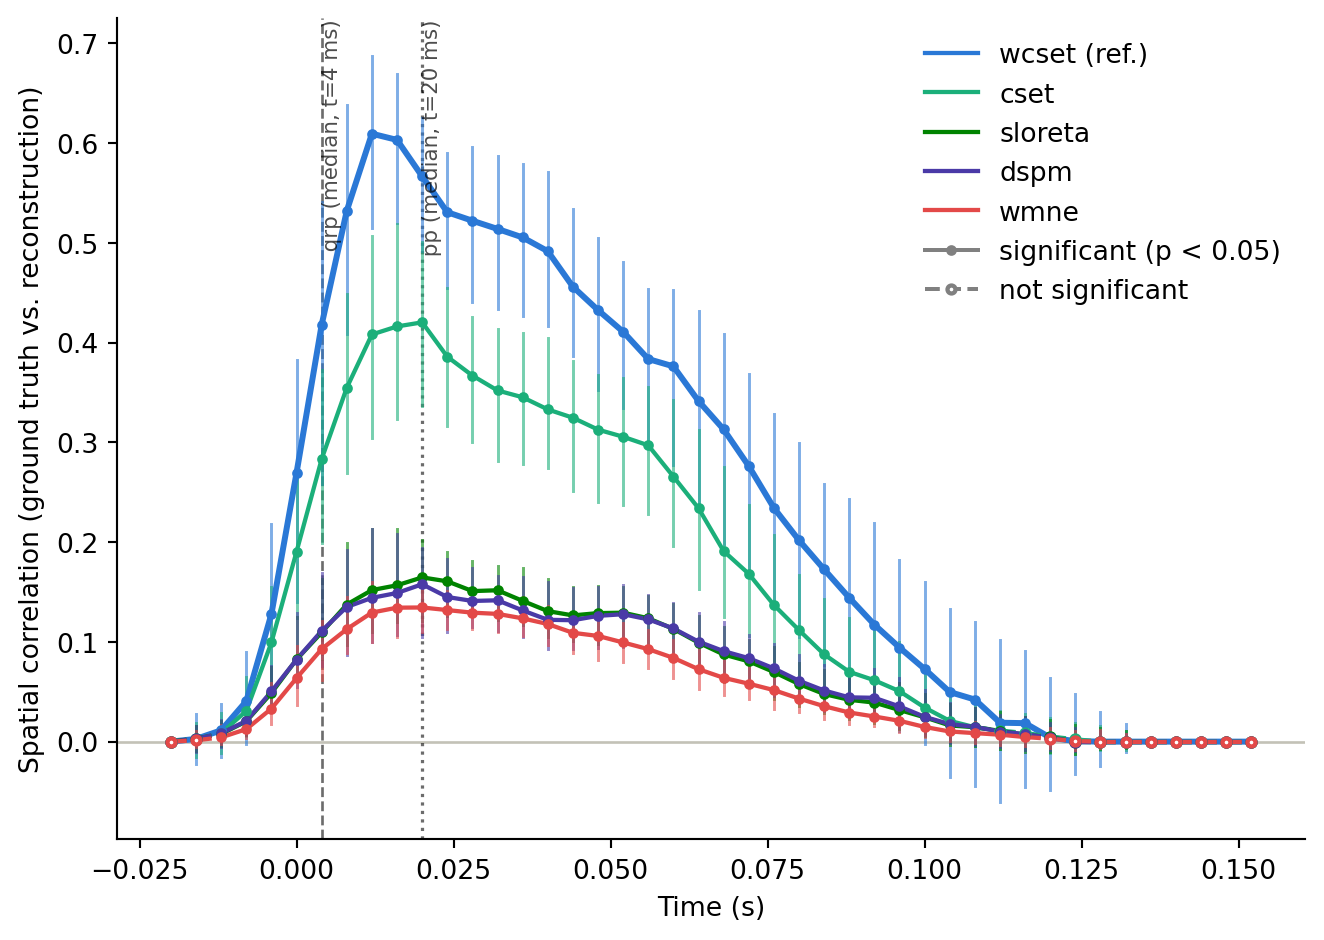 0.7
0.6
0.5
0.4
0.3
0.2
0.1
0.0
Spatial correlation (ground truth vs. reconstruction)
qrp (median, t=4 ms)
pp (median, t=20 ms)
wcset (ref.)
cset
sloreta
dspm
wmne
significant (p < 0.05)
not significant
−0.025 0.000 0.025 0.050 0.075 0.100 0.125 0.150
Time (s)